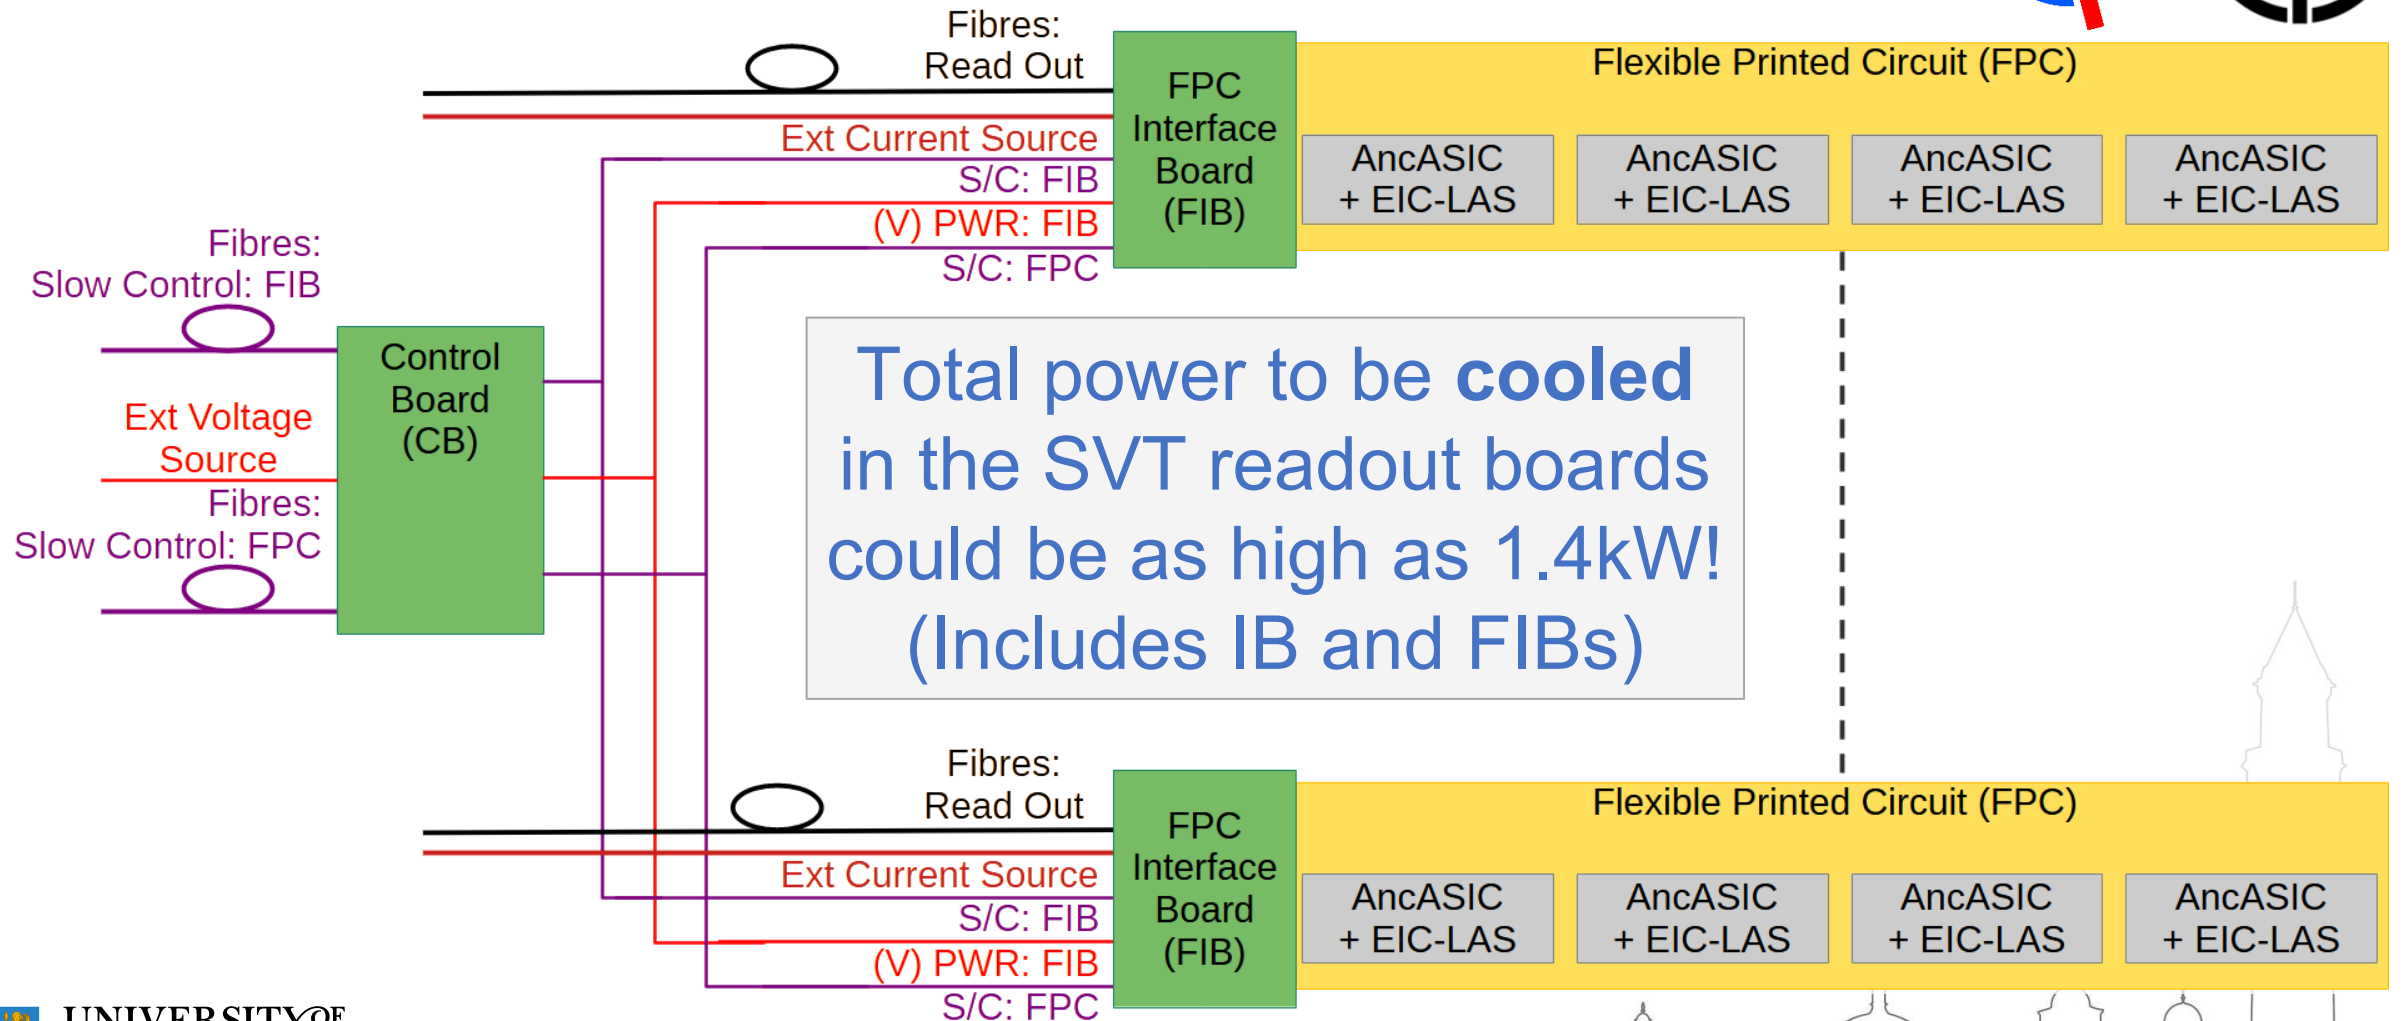 Fibres:
Read Out
Ext Current Source
S/C: FIB
(V) PWR: FIB
S/C: FPC
FPC
Interface
Board
(FIB)
Flexible Printed Circuit (FPC)
AncASIC
+ EIC-LAS
AncASIC
+ EIC-LAS
AncASIC
+ EIC-LAS
AncASIC
+ EIC-LAS
Fibres:
Slow Control: FIB
Ext Voltage
Source
Fibres:
Slow Control: FPC
Control
Board
(CB)
Total power to be cooled
in the SVT readout boards
could be as high as 1.4kW!
(Includes IB and FIBs)
Fibres:
Read Out
Ext Current Source
S/C: FIB
(V) PWR: FIB
S/C: FPC
FPC
Interface
Board
(FIB)
Flexible Printed Circuit (FPC)
AncASIC
+ EIC-LAS
AncASIC
+ EIC-LAS
AncASIC
+ EIC-LAS
AncASIC
+ EIC-LAS
UNIVERSITY OF